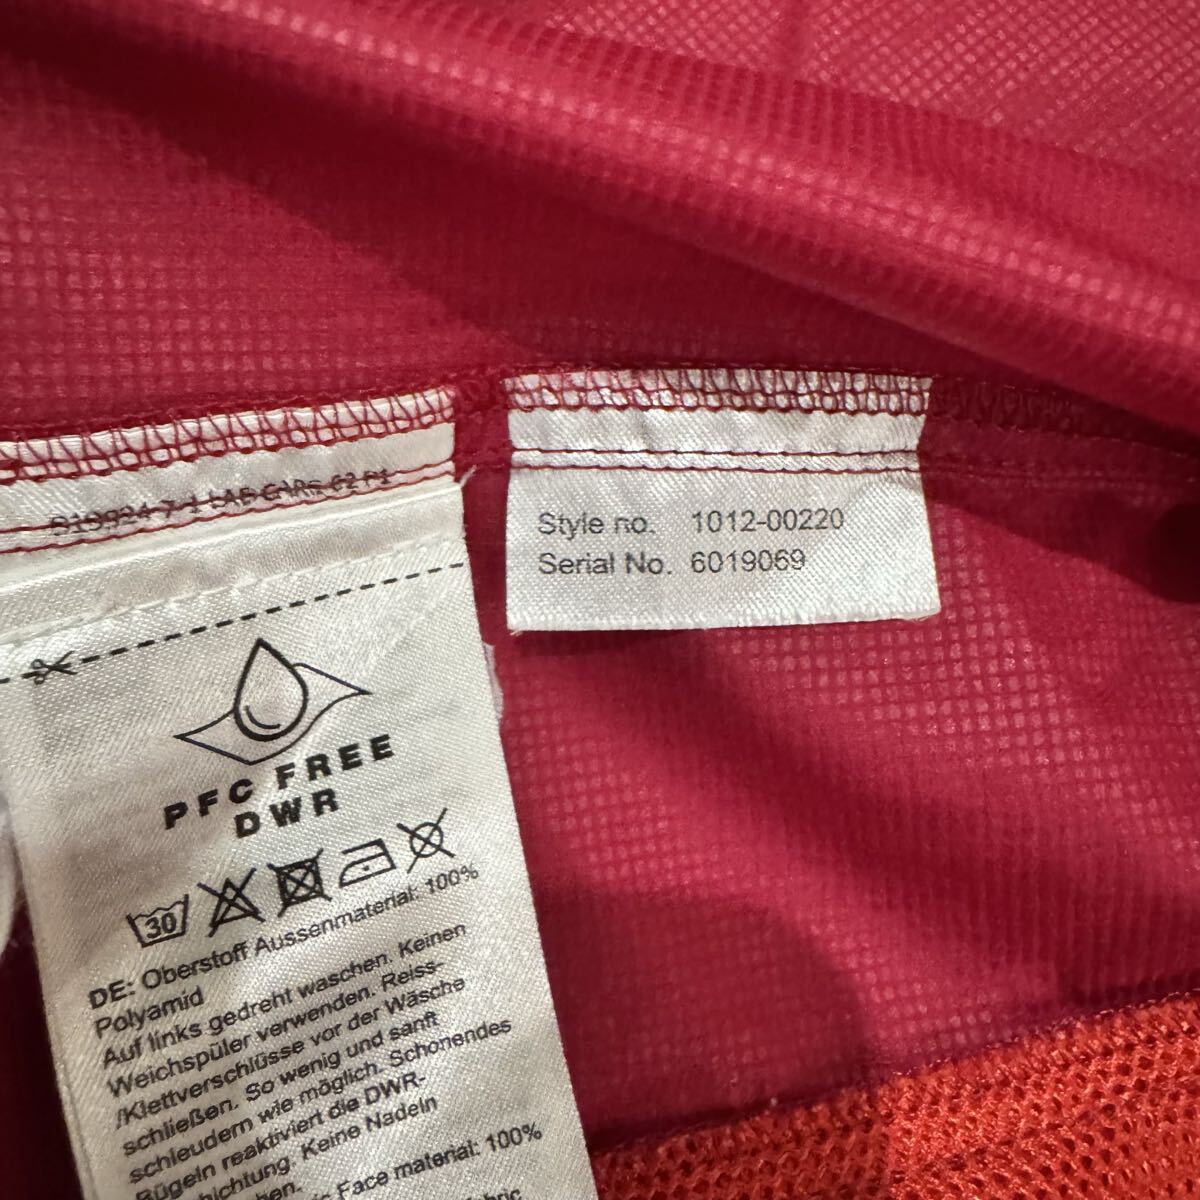 Style no. 1012-00220
Serial No. 6019069
PFC FREE
DWR
30
DE: Oberstoff Aussenmaterial: 100%
Polyamid
Auf links gedreht waschen. Keinen
Weichspüler verwenden. Reiss-
/Klettverschlüsse vor der Wäsche
schließen. So wenig und sanft
schleudern wie möglich. Schonendes
Bügeln reaktiviert die DWR-
Keine Nadeln
Face material: 100%